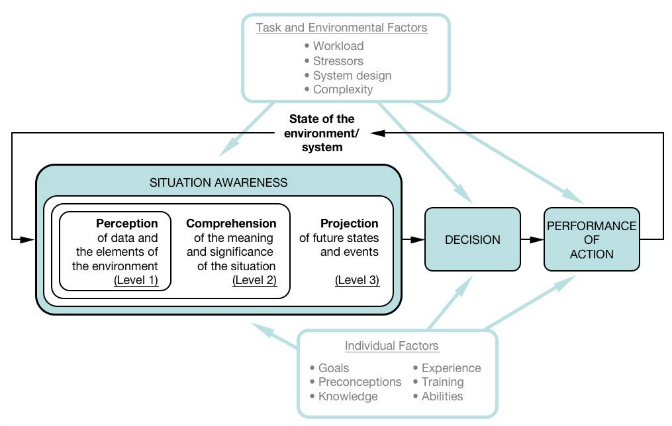 Task and Environmental Factors
• Workload
• Stressors
• System design
• Complexity
State of the
environment/
system
SITUATION AWARENESS
Perception
of data and
the elements of
the environment
(Level 1)
Comprehension
of the meaning
and significance
of the situation
(Level 2)
Projection
of future states
and events
(Level 3)
DECISION
PERFORMANCE
OF
ACTION
Individual Factors
• Goals
• Preconceptions
• Knowledge
• Experience
• Training
• Abilities